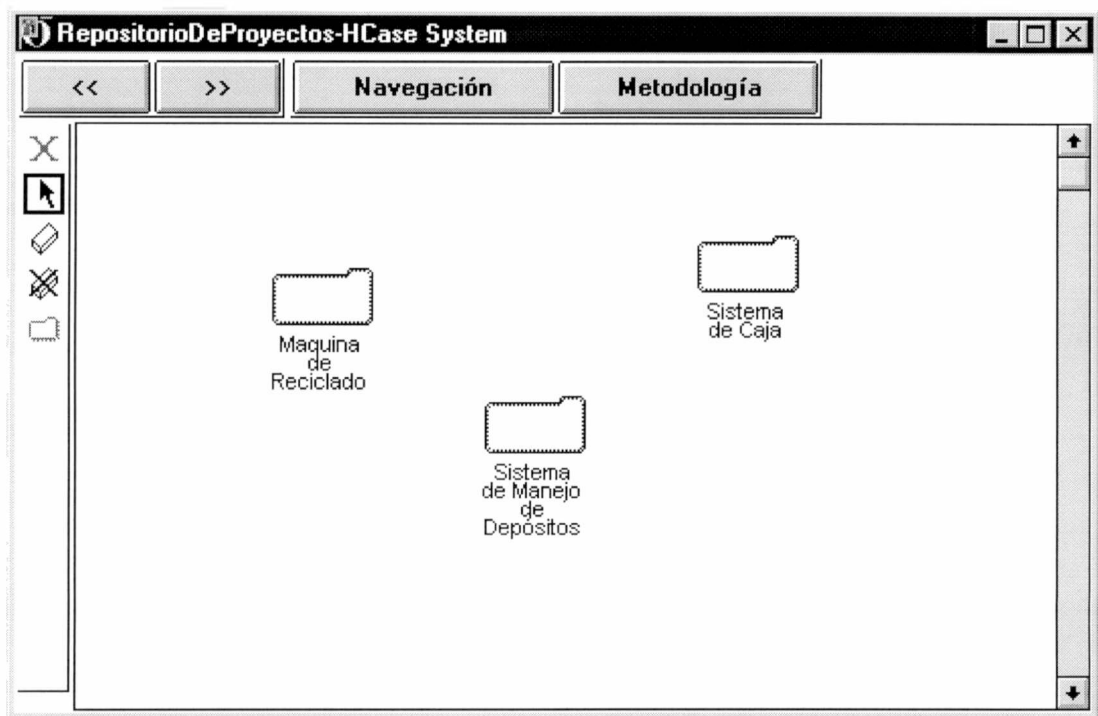 RepositorioDeProyectos-HCase System
<< >> Navegación Metodología
Sistema
de Caja
Maquina
de
Reciclado
Sistema
de Manejo
de
Depósitos